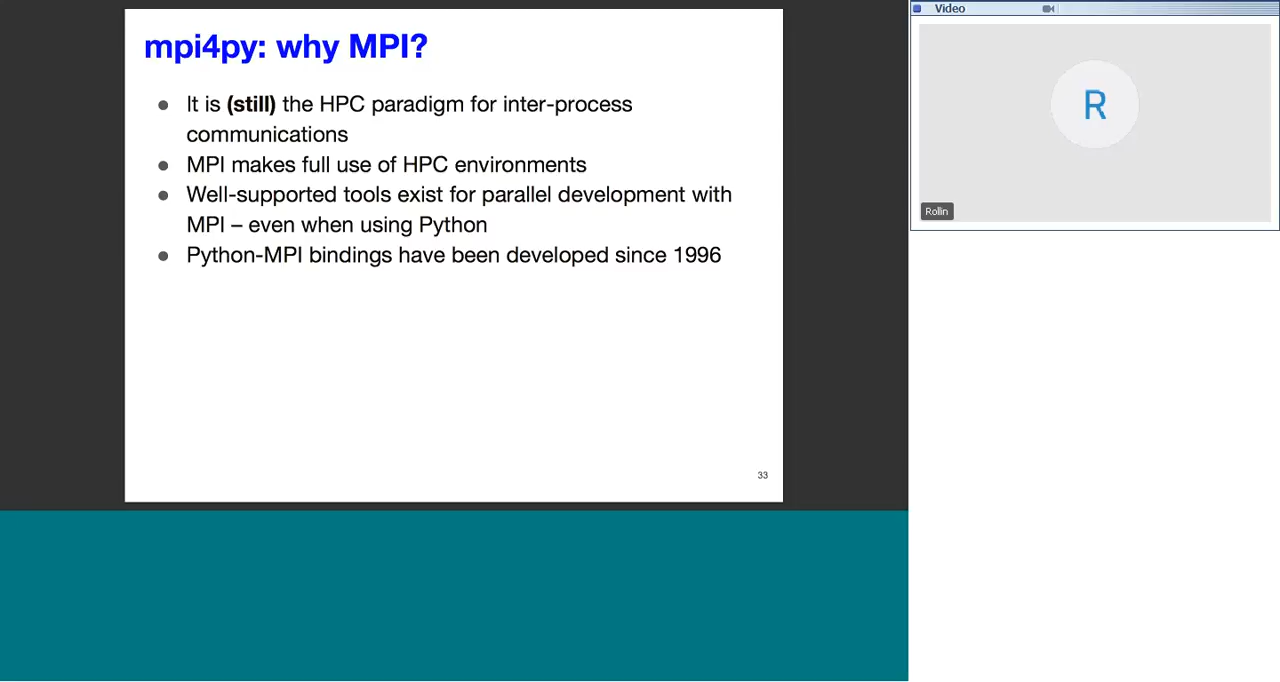 mpi4py: why MPI?
● It is (still) the HPC paradigm for inter-process
communications
● MPI makes full use of HPC environments
● Well-supported tools exist for parallel development with
MPI – even when using Python
● Python-MPI bindings have been developed since 1996
33
Video
R
Rolin